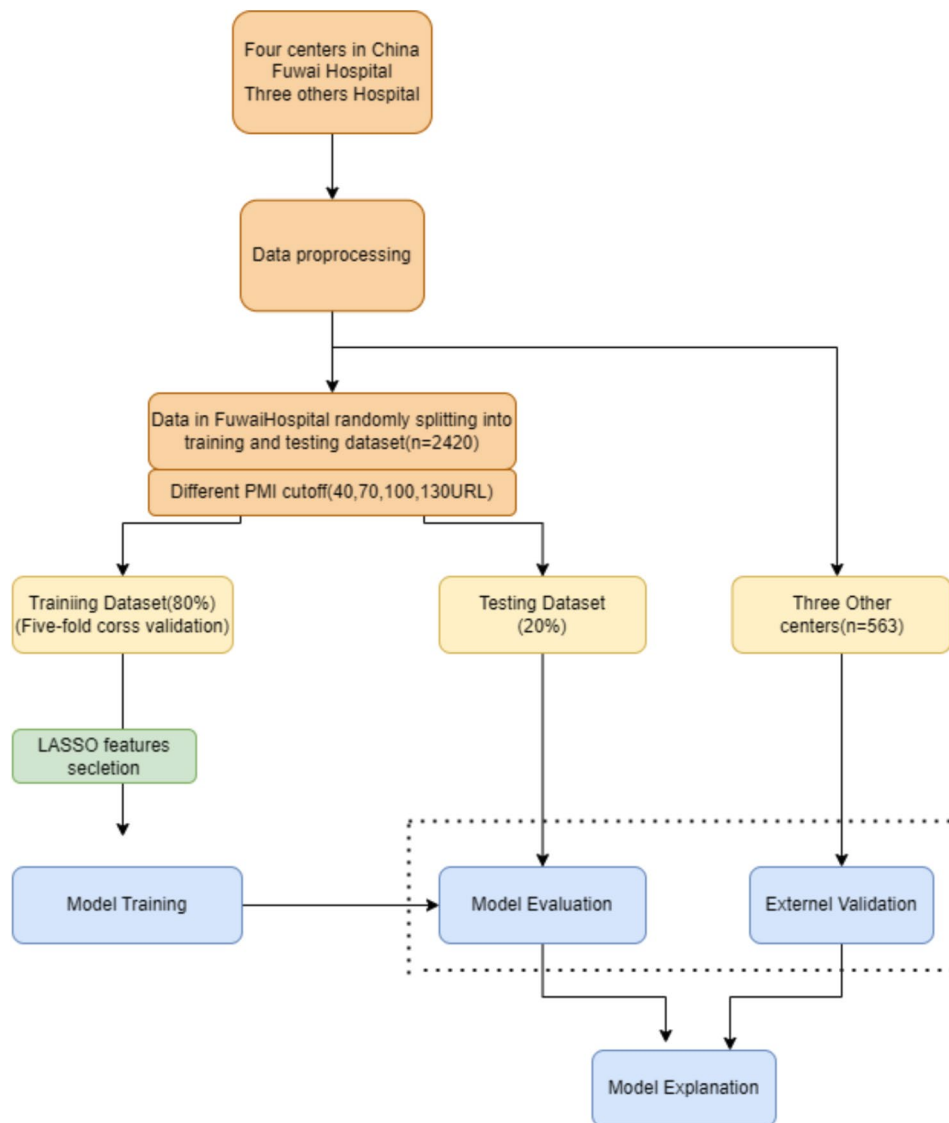 Four centers in China
Fuwai Hospital
Three others Hospital
Data proprocessing
Data in FuwaiHospital randomly splitting into
training and testing dataset(n=2420)
Different PMI cutoff(40,70,100,130URL)
Trainiing Dataset(80%)
(Five-fold corss validation)
Testing Dataset
(20%)
Three Other
centers(n=563)
LASSO features
secletion
Model Training
Model Evaluation
Externel Validation
Model Explanation